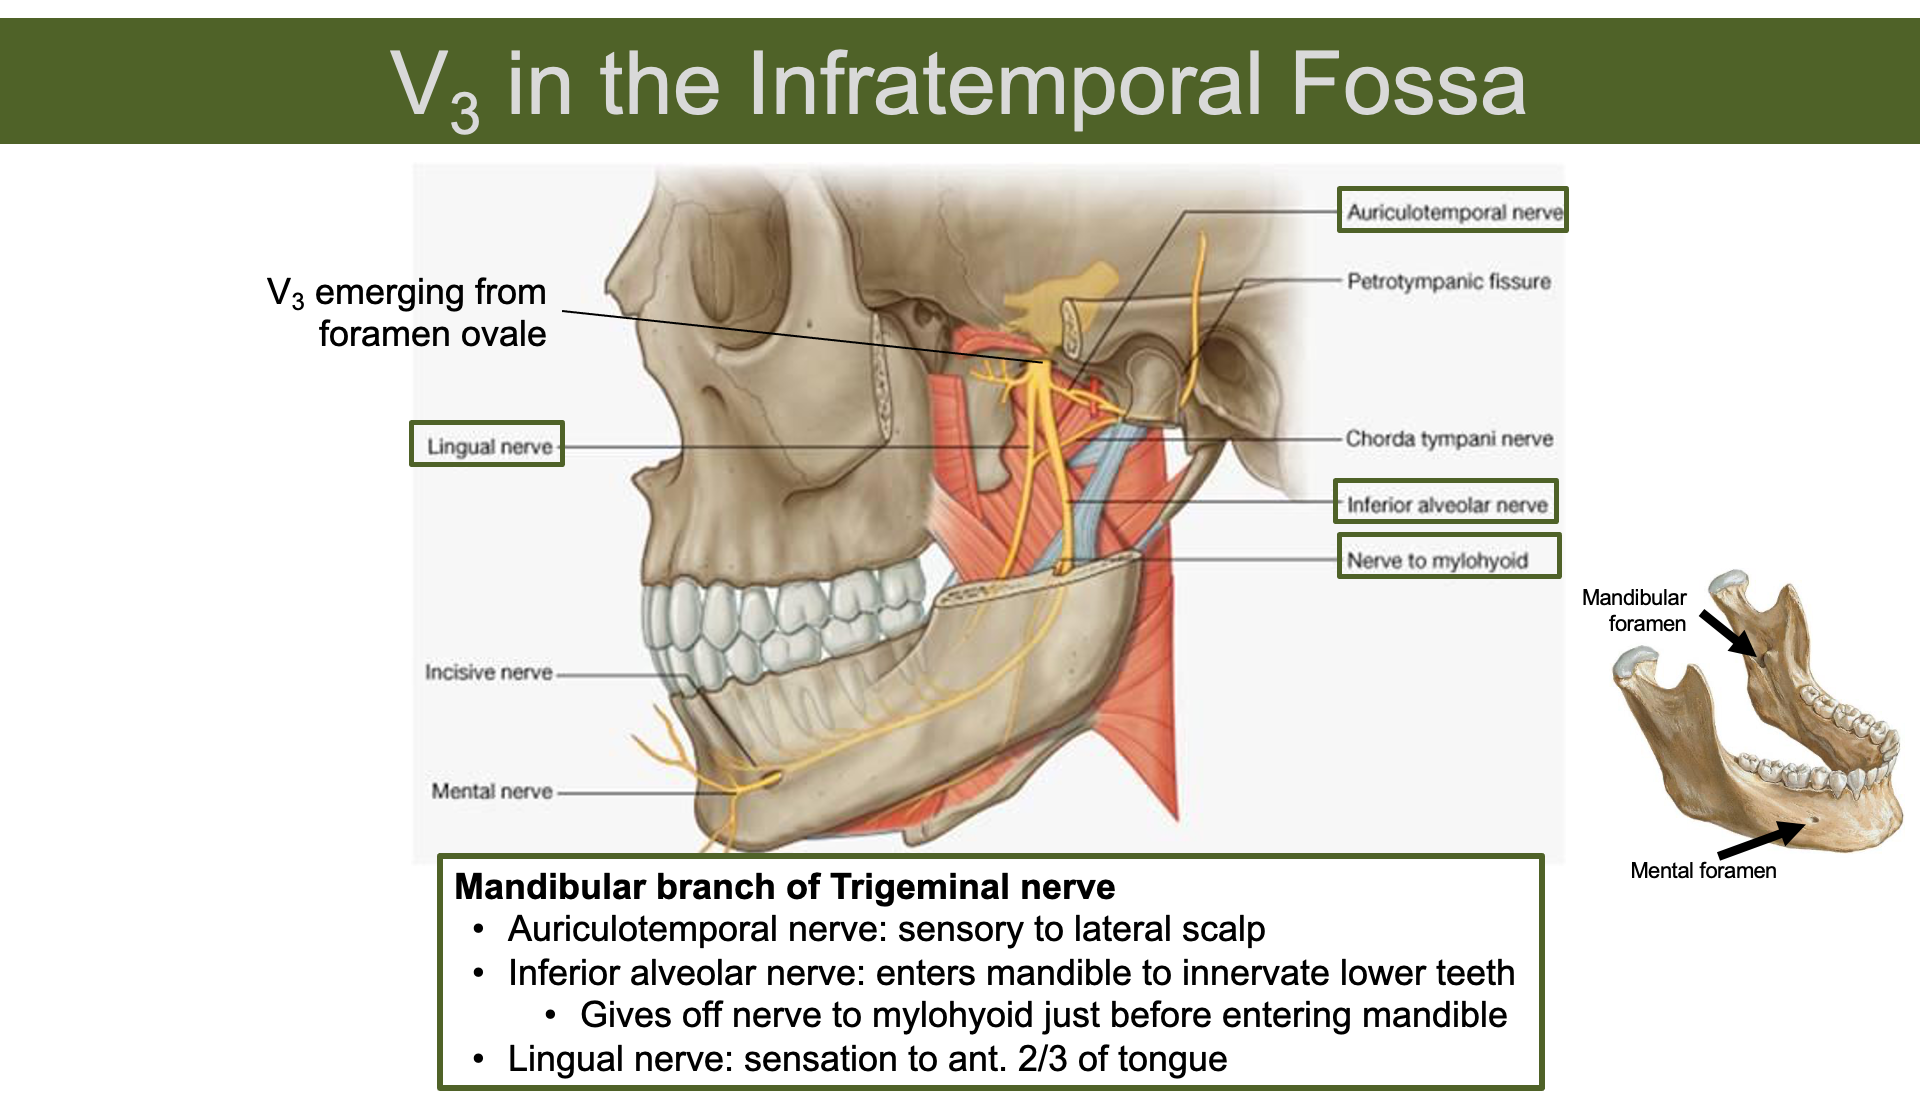 V3 in the Infratemporal Fossa
Auriculotemporal nerve
Petrotympanic fissure
V3 emerging from
foramen ovale
Lingual nerve
Chorda tympani nerve
Inferior alveolar nerve
Nerve to mylohyoid
Mandibular
foramen
Incisive nerve
Mental nerve
Mental foramen
Mandibular branch of Trigeminal nerve
• Auriculotemporal nerve: sensory to lateral scalp
• Inferior alveolar nerve: enters mandible to innervate lower teeth
• Gives off nerve to mylohyoid just before entering mandible
• Lingual nerve: sensation to ant. 2/3 of tongue